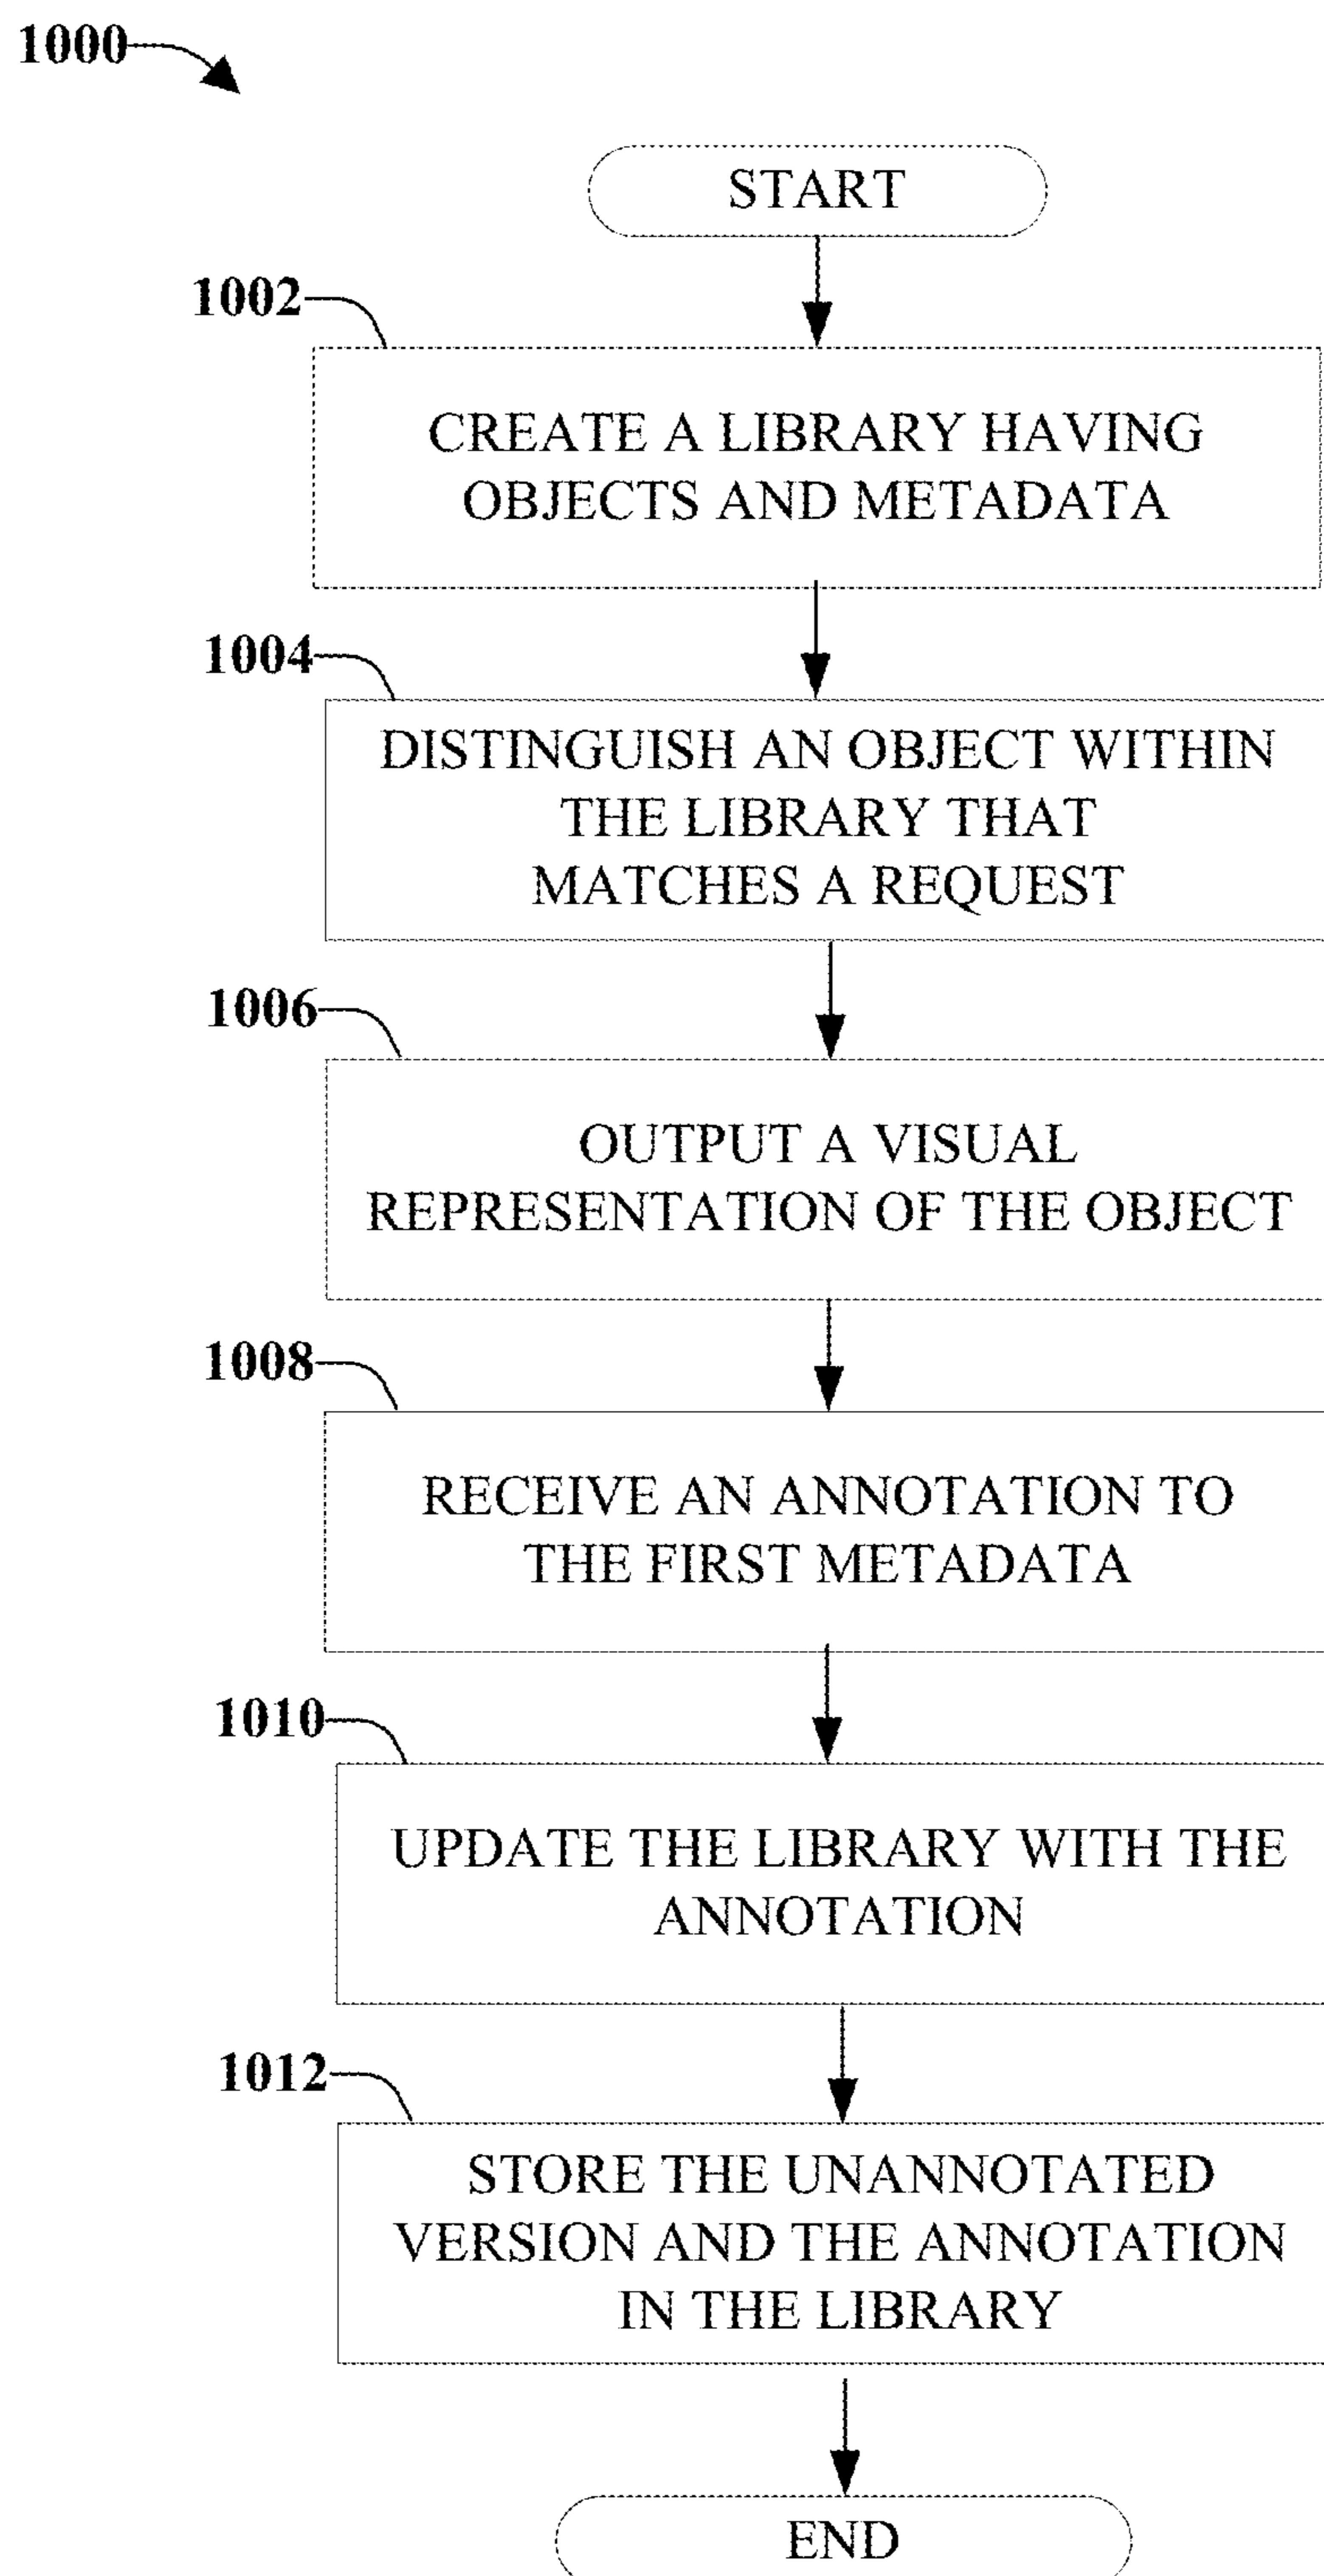 1000
START
1002
CREATE A LIBRARY HAVING
OBJECTS AND METADATA
1004
DISTINGUISH AN OBJECT WITHIN
THE LIBRARY THAT
MATCHES A REQUEST
1006
OUTPUT A VISUAL
REPRESENTATION OF THE OBJECT
1008
RECEIVE AN ANNOTATION TO
THE FIRST METADATA
1010
UPDATE THE LIBRARY WITH THE
ANNOTATION
1012
STORE THE UNANNOTATED
VERSION AND THE ANNOTATION
IN THE LIBRARY
END